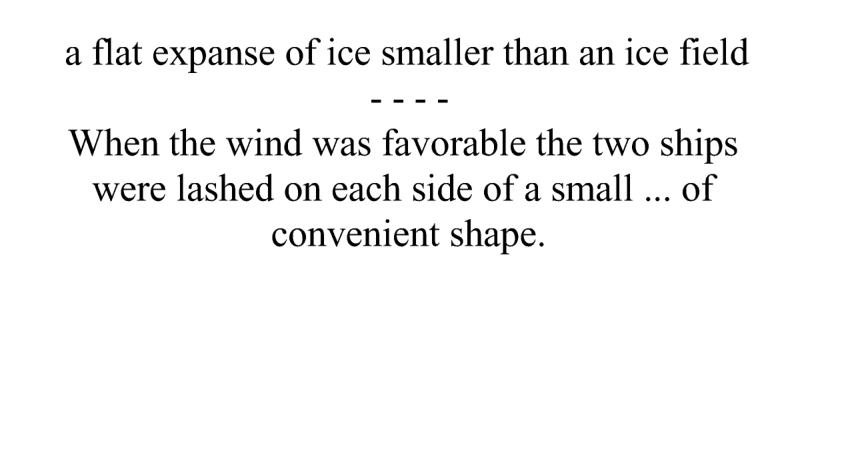 a flat expanse of ice smaller than an ice field
- - - -
When the wind was favorable the two ships
were lashed on each side of a small ... of
convenient shape.